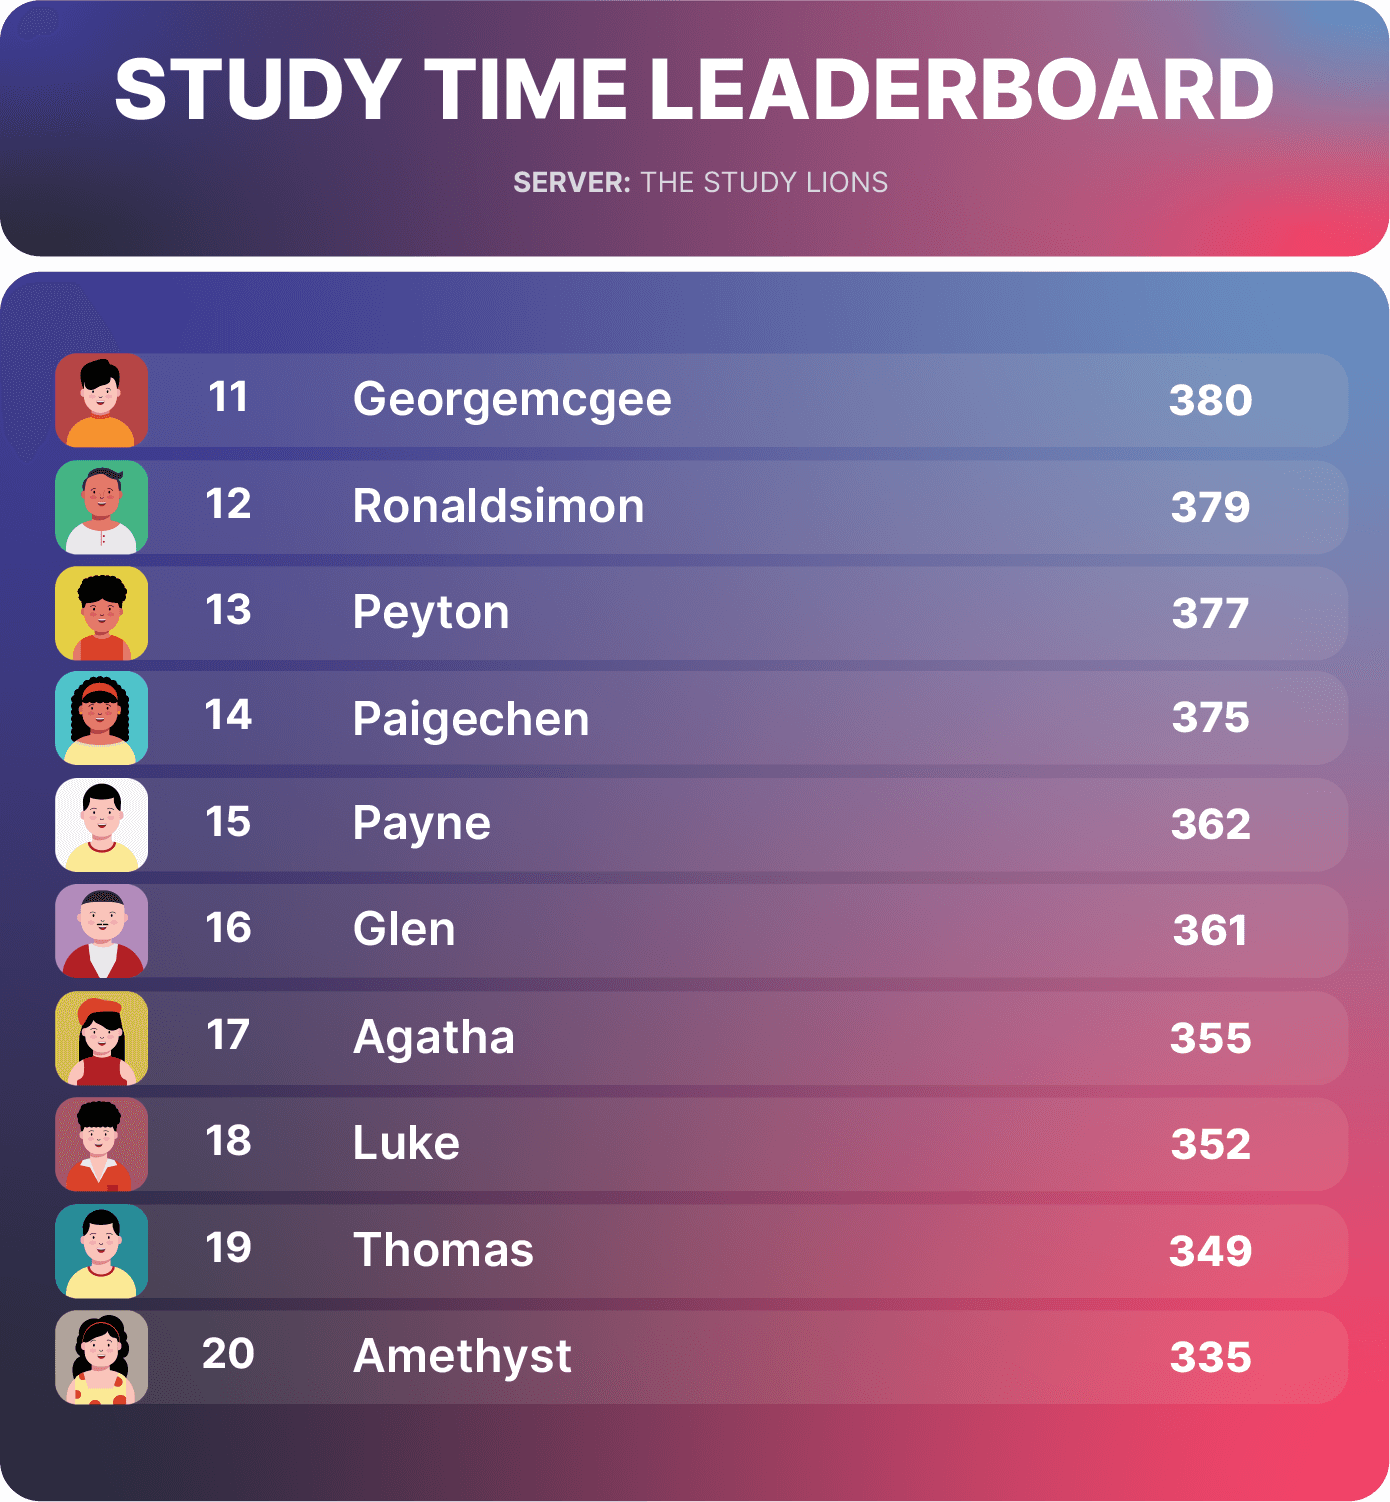 STUDY TIME LEADERBOARD
SERVER: THE STUDY LIONS
11 Georgemcgee 380
12 Ronaldsimon 379
13 Peyton 377
14 Paigechen 375
15 Payne 362
16 Glen 361
17 Agatha 355
18 Luke 352
19 Thomas 349
20 Amethyst 335